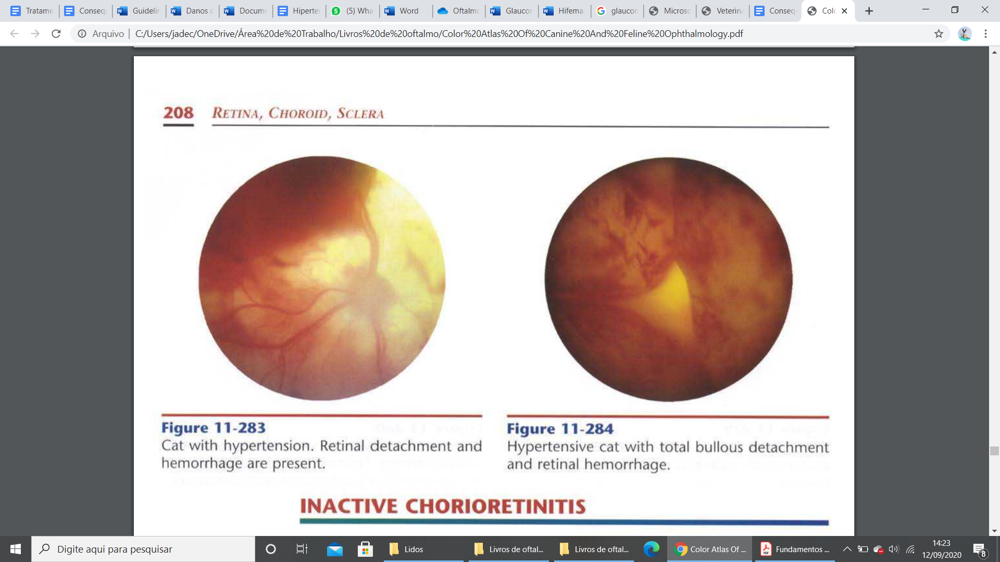 Tratame
Conseq
Guidelin
Danos c
Docume
Hiperte
(5) Wha
Word
Oftalmo
Glaucor
Hifema.
glaucor
Microso
Veterina
Conseq
Colo
Arquivo
C:/Users/jadec/OneDrive/Área%20de%20Trabalho/Livros%20de%20oftalmo/Color%20Atlas%20Of%20Canine%20And%20Feline%20Ophthalmology.pdf
208 RETINA, CHOROID, SCLERA
Figure 11-283
Cat with hypertension. Retinal detachment and
hemorrhage are present.
Figure 11-284
Hypertensive cat with total bullous detachment
and retinal hemorrhage.
INACTIVE CHORIORETINITIS
Digite aqui para pesquisar
Lidos
Livros de oftal...
Livros de oftal...
Color Atlas Of ...
Fundamentos ...
14:23
12/09/2020
8